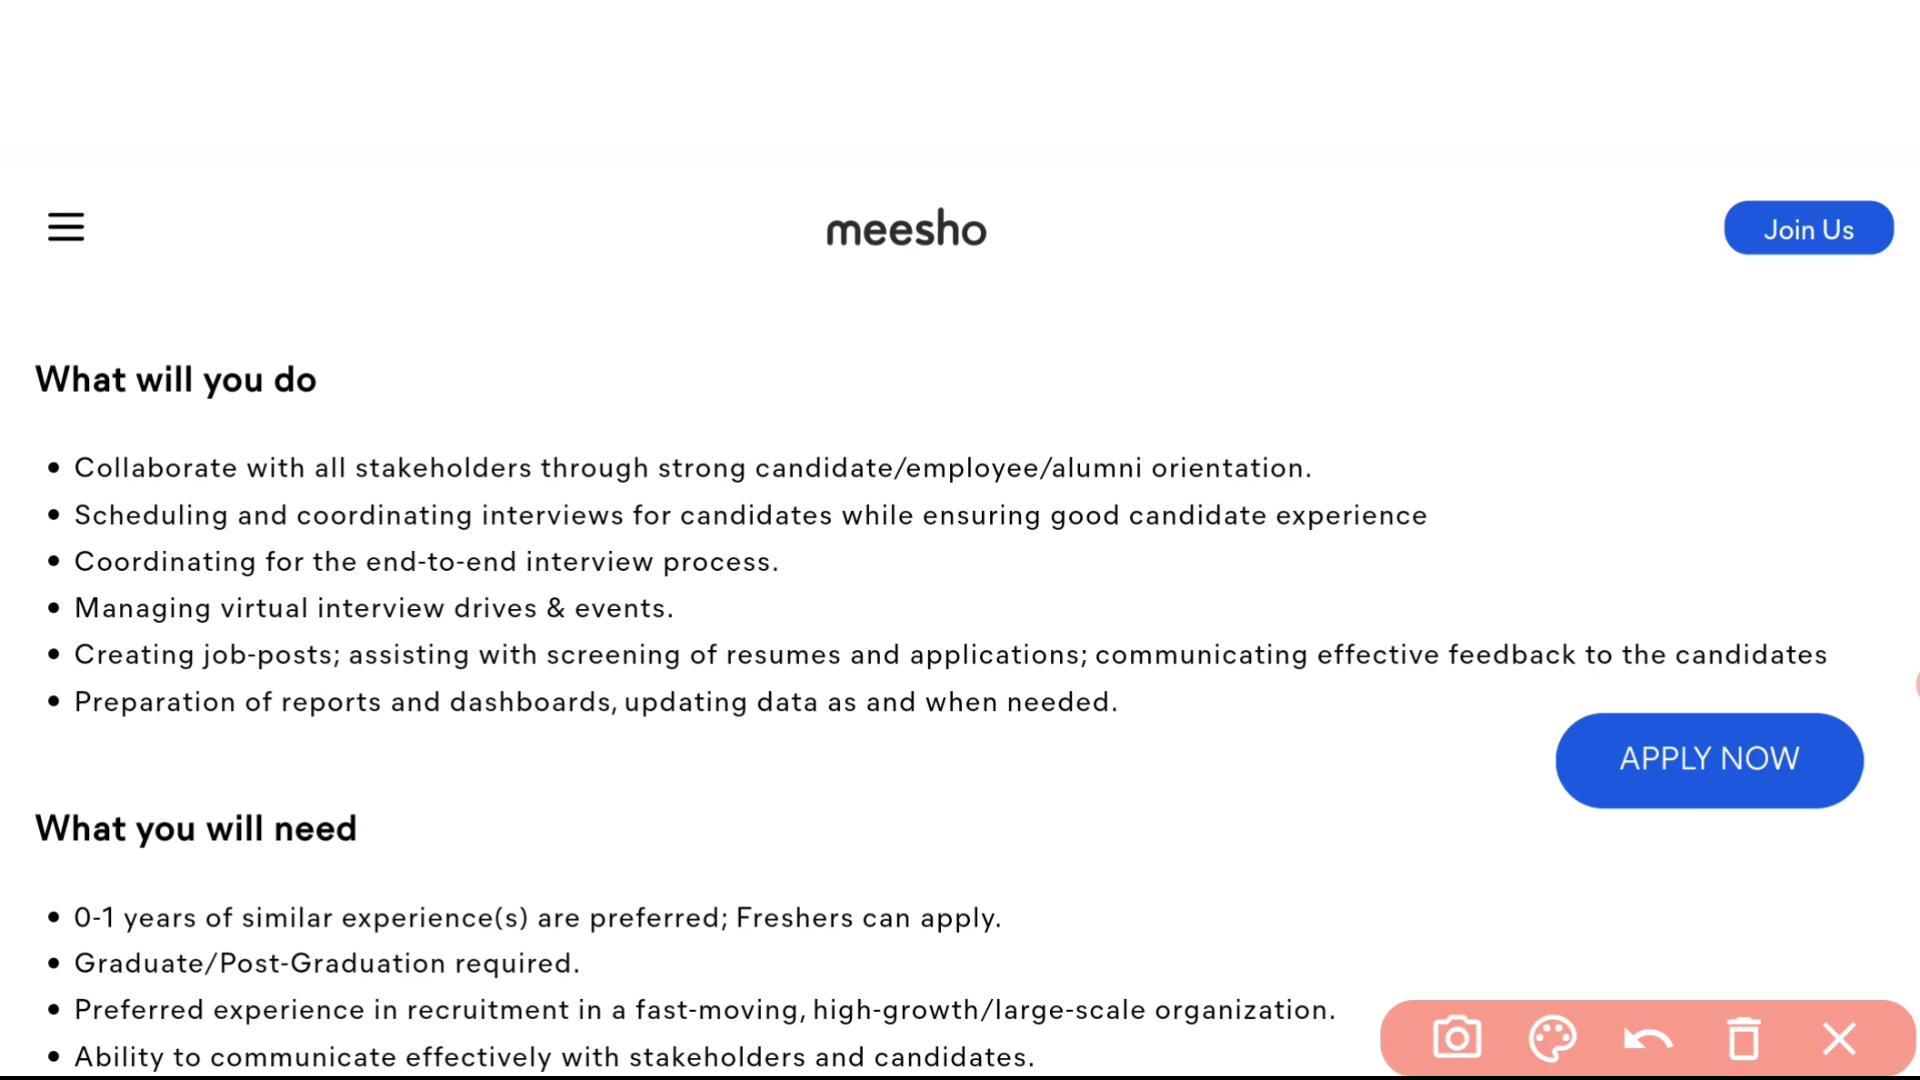 meesho
Join Us
What will you do
• Collaborate with all stakeholders through strong candidate/employee/alumni orientation.
• Scheduling and coordinating interviews for candidates while ensuring good candidate experience
• Coordinating for the end-to-end interview process.
• Managing virtual interview drives & events.
• Creating job-posts; assisting with screening of resumes and applications; communicating effective feedback to the candidates
• Preparation of reports and dashboards, updating data as and when needed.
APPLY NOW
What you will need
• 0-1 years of similar experience(s) are preferred; Freshers can apply.
• Graduate/Post-Graduation required.
• Preferred experience in recruitment in a fast-moving, high-growth/large-scale organization.
• Ability to communicate effectively with stakeholders and candidates.